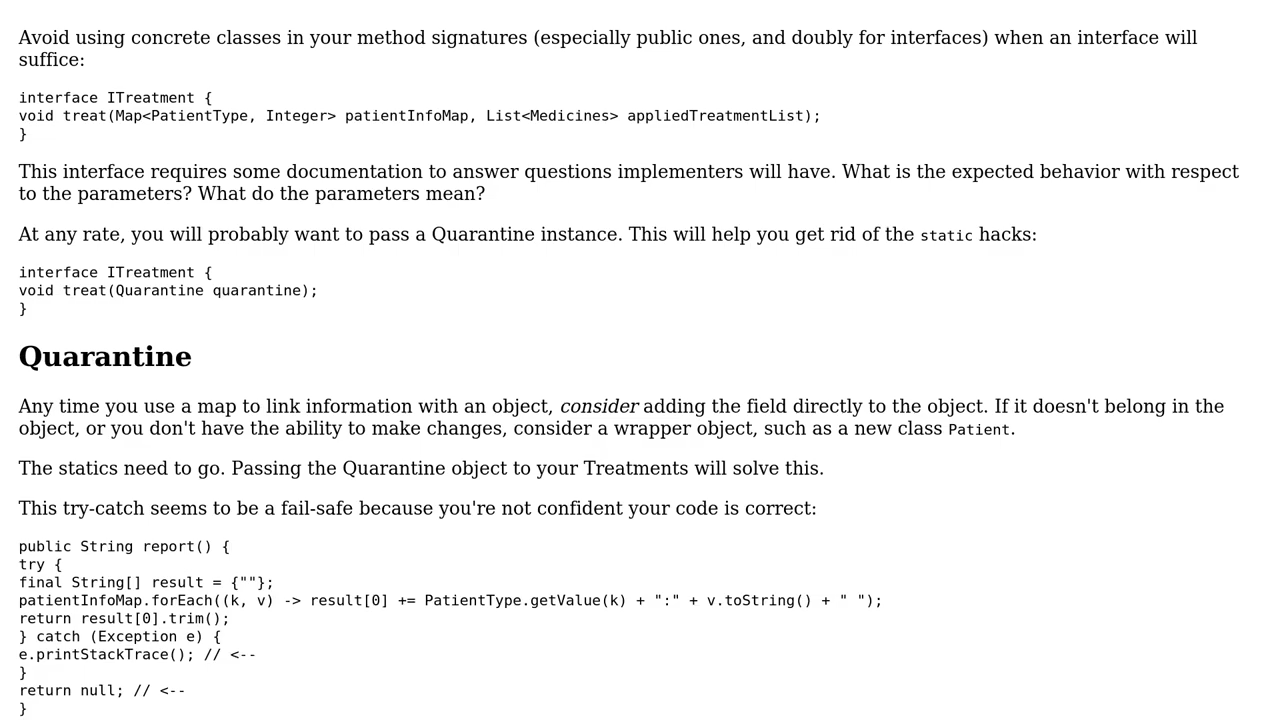 Avoid using concrete classes in your method signatures (especially public ones, and doubly for interfaces) when an interface will
suffice:
interface ITreatment {
void treat(Map<PatientType, Integer> patientInfoMap, List<Medicines> appliedTreatmentList);
}
This interface requires some documentation to answer questions implementers will have. What is the expected behavior with respect
to the parameters? What do the parameters mean?
At any rate, you will probably want to pass a Quarantine instance. This will help you get rid of the static hacks:
interface ITreatment {
void treat(Quarantine quarantine);
}
Quarantine
Any time you use a map to link information with an object, consider adding the field directly to the object. If it doesn't belong in the
object, or you don't have the ability to make changes, consider a wrapper object, such as a new class Patient.
The statics need to go. Passing the Quarantine object to your Treatments will solve this.
This try-catch seems to be a fail-safe because you're not confident your code is correct:
public String report() {
try {
final String[] result = {""};
patientInfoMap.forEach((k, v) -> result[0] += PatientType.getValue(k) + ":" + v.toString() + " ");
return result[0].trim();
} catch (Exception e) {
e.printStackTrace(); // <--
}
return null; // <--
}